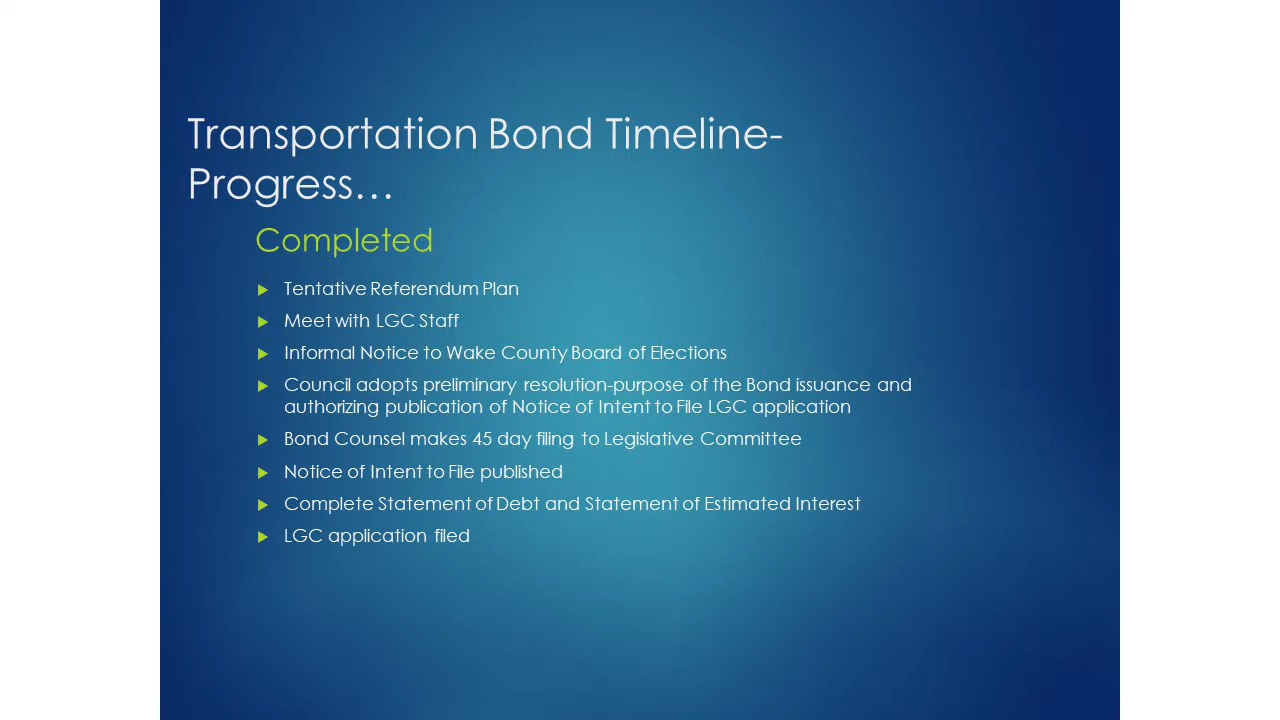 Transportation Bond Timeline-
Progress…
Completed
Tentative Referendum Plan
Meet with LGC Staff
Informal Notice to Wake County Board of Elections
Council adopts preliminary resolution-purpose of the Bond issuance and
authorizing publication of Notice of Intent to File LGC application
Bond Counsel makes 45 day filing to Legislative Committee
Notice of Intent to File published
Complete Statement of Debt and Statement of Estimated Interest
LGC application filed